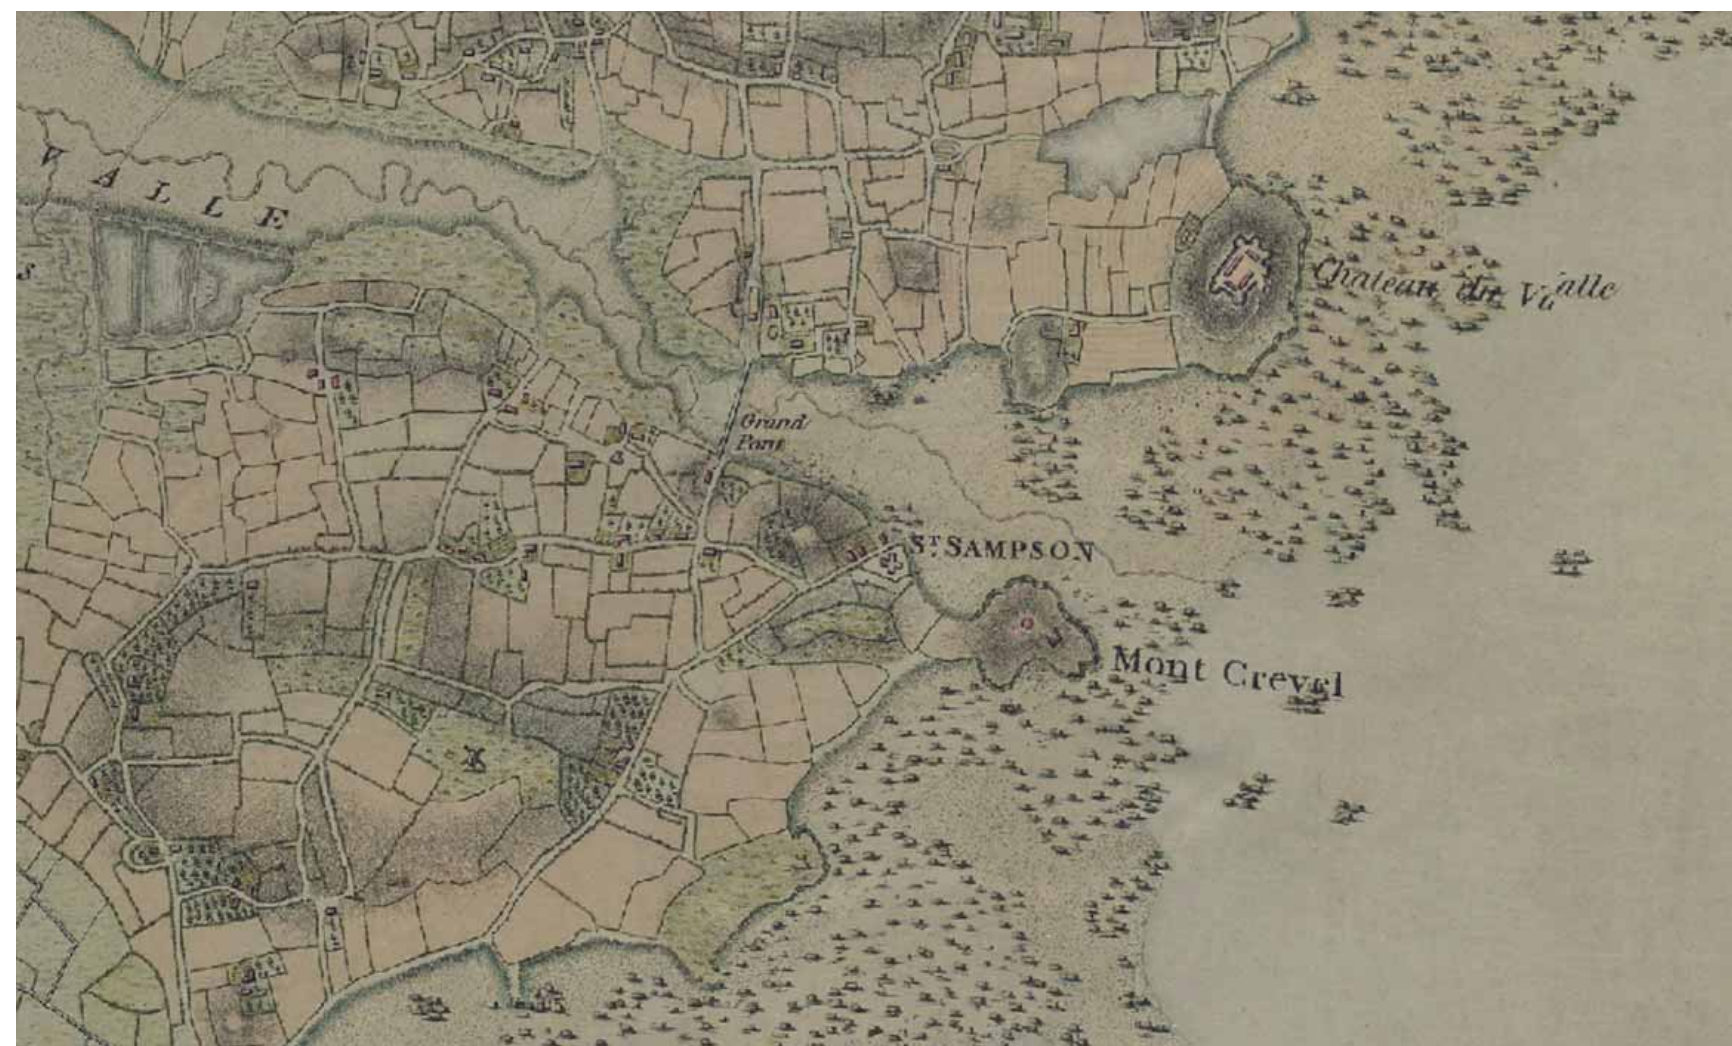 VALLE
S
Chateau du Valle
Grand
Pont
ST. SAMPSON
Mont Crevel